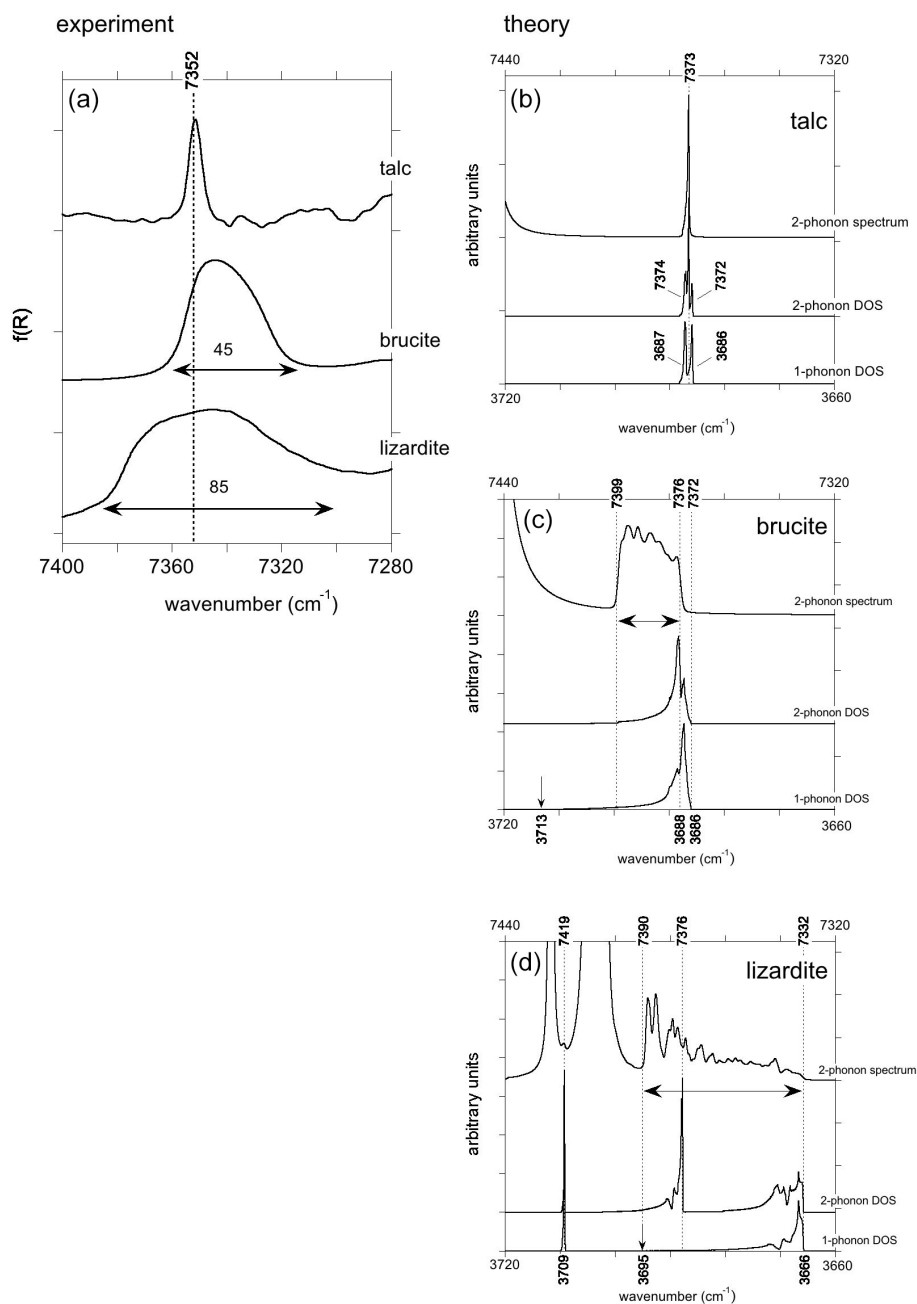 experiment
7352
(a)
talc
brucite
45
lizardite
85
f(R)
7400
7360
7320
7280
wavenumber (cm-1)
theory
7440
7373
7320
(b)
talc
2-phonon spectrum
7374
7372
2-phonon DOS
3687
3686
1-phonon DOS
arbitrary units
3720
3660
wavenumber (cm-1)
7440
7399
7376
7372
7320
(c)
brucite
2-phonon spectrum
2-phonon DOS
1-phonon DOS
arbitrary units
3720
3713
3688
3686
3660
wavenumber (cm-1)
7440
7419
7390
7376
7332
7320
(d)
lizardite
2-phonon spectrum
2-phonon DOS
1-phonon DOS
arbitrary units
3720
3709
3695
3666
3660
wavenumber (cm-1)